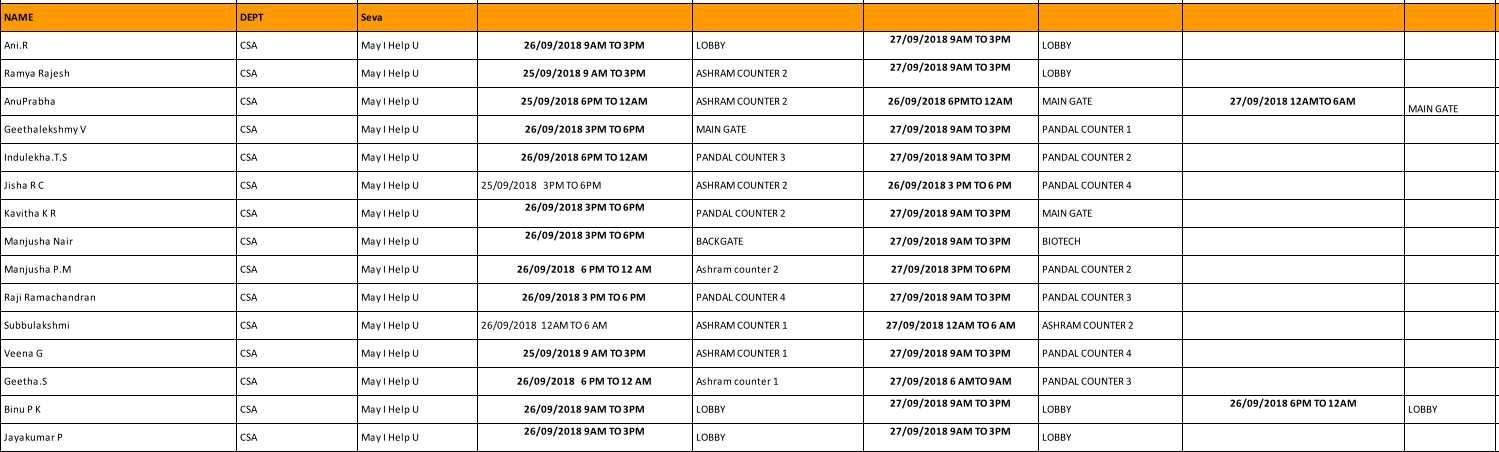 NAME DEPT Seva
Ani.R CSA May I Help U 26/09/2018 9AM TO 3PM LOBBY 27/09/2018 9AM TO 3PM LOBBY
Ramya Rajesh CSA May I Help U 25/09/2018 9 AM TO 3PM ASHRAM COUNTER 2 27/09/2018 9AM TO 3PM LOBBY
AnuPrabha CSA May I Help U 25/09/2018 6PM TO 12AM ASHRAM COUNTER 2 26/09/2018 6PMTO 12AM MAIN GATE 27/09/2018 12AMTO 6AM MAIN GATE
Geethalekshmy V CSA May I Help U 26/09/2018 3PM TO 6PM MAIN GATE 27/09/2018 9AM TO 3PM PANDAL COUNTER 1
Indulekha.T.S CSA May I Help U 26/09/2018 6PM TO 12AM PANDAL COUNTER 3 27/09/2018 9AM TO 3PM PANDAL COUNTER 2
Jisha R C CSA May I Help U 25/09/2018 3PM TO 6PM ASHRAM COUNTER 2 26/09/2018 3 PM TO 6 PM PANDAL COUNTER 4
Kavitha K R CSA May I Help U 26/09/2018 3PM TO 6PM PANDAL COUNTER 2 27/09/2018 9AM TO 3PM MAIN GATE
Manjusha Nair CSA May I Help U 26/09/2018 3PM TO 6PM BACKGATE 27/09/2018 9AM TO 3PM BIOTECH
Manjusha P.M CSA May I Help U 26/09/2018 6 PM TO 12 AM Ashram counter 2 27/09/2018 3PM TO 6PM PANDAL COUNTER 2
Raji Ramachandran CSA May I Help U 26/09/2018 3 PM TO 6 PM PANDAL COUNTER 4 27/09/2018 9AM TO 3PM PANDAL COUNTER 3
Subbulakshmi CSA May I Help U 26/09/2018 12AM TO 6 AM ASHRAM COUNTER 1 27/09/2018 12AM TO 6 AM ASHRAM COUNTER 2
Veena G CSA May I Help U 25/09/2018 9 AM TO 3PM ASHRAM COUNTER 1 27/09/2018 9AM TO 3PM PANDAL COUNTER 4
Geetha.S CSA May I Help U 26/09/2018 6 PM TO 12 AM Ashram counter 1 27/09/2018 6 AMTO 9AM PANDAL COUNTER 3
Binu P K CSA May I Help U 26/09/2018 9AM TO 3PM LOBBY 27/09/2018 9AM TO 3PM LOBBY 26/09/2018 6PM TO 12AM LOBBY
Jayakumar P CSA May I Help U 26/09/2018 9AM TO 3PM LOBBY 27/09/2018 9AM TO 3PM LOBBY